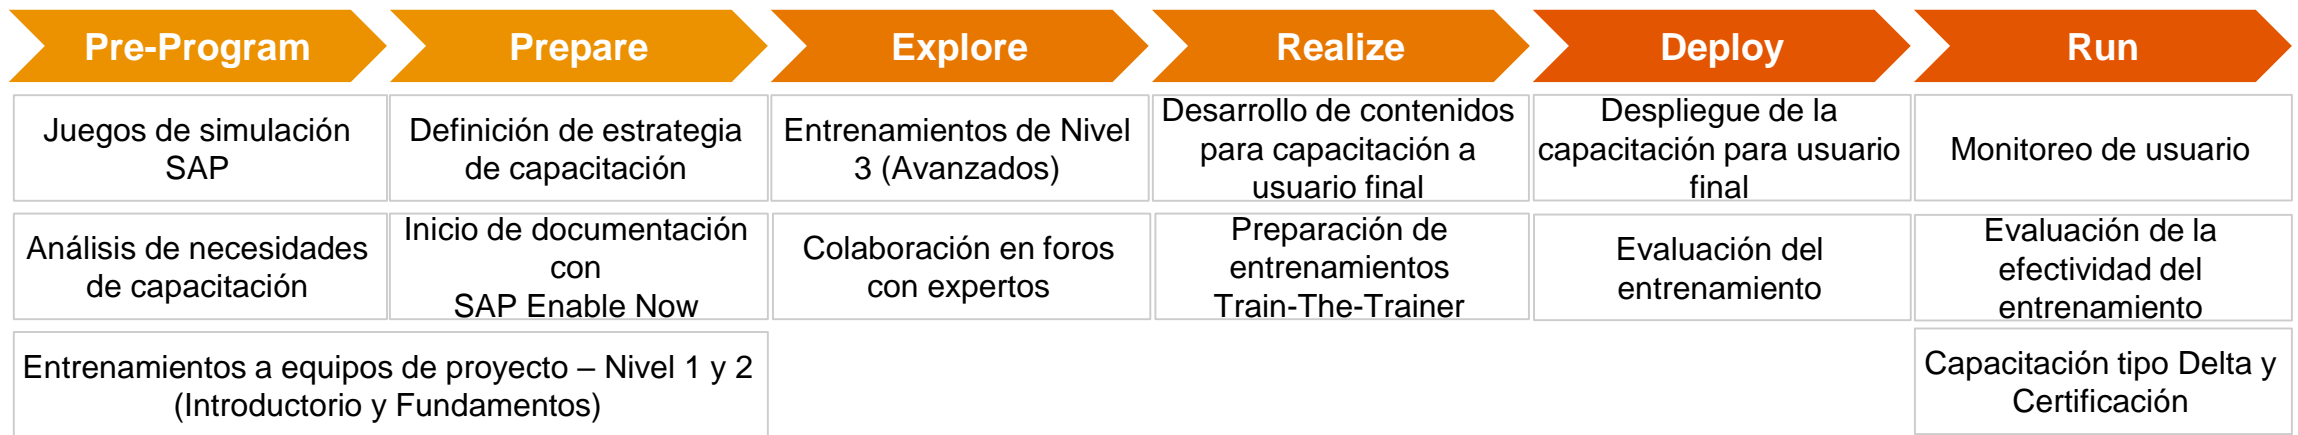 Pre-Program
Prepare
Explore
Realize
Deploy
Run
Juegos de simulación
SAP
Definición de estrategia
de capacitación
Entrenamientos de Nivel
3 (Avanzados)
Desarrollo de contenidos
para capacitación a
usuario final
Despliegue de la
capacitación para usuario
final
Monitoreo de usuario
Análisis de necesidades
de capacitación
Inicio de documentación
con
SAP Enable Now
Colaboración en foros
con expertos
Preparación de
entrenamientos
Train-The-Trainer
Evaluación del
entrenamiento
Evaluación de la
efectividad del
entrenamiento
Entrenamientos a equipos de proyecto – Nivel 1 y 2
(Introductorio y Fundamentos)
Capacitación tipo Delta y
Certificación